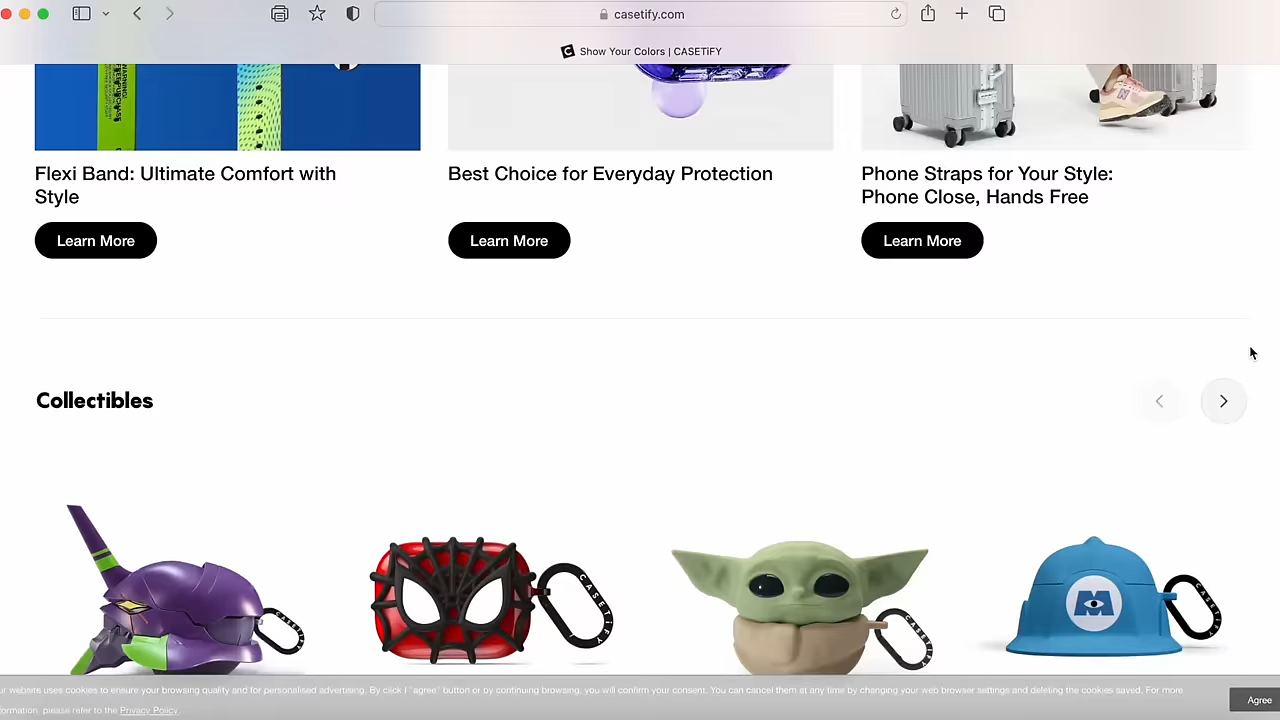 casetify.com
Show Your Colors | CASETiFY
Flexi Band: Ultimate Comfort with
Style
Best Choice for Everyday Protection
Phone Straps for Your Style:
Phone Close, Hands Free
Learn More
Learn More
Learn More
Collectibles
CASETiFY
CASETiFY
CASETiFY
website uses cookies to ensure your browsing quality and for personalised advertising. By click I "agree" button or by continuing browsing, you will confirm your consent. You can cancel them at any time by changing your web browser settings and deleting the cookies saved. For more
please refer to the Privacy Policy.
Agree